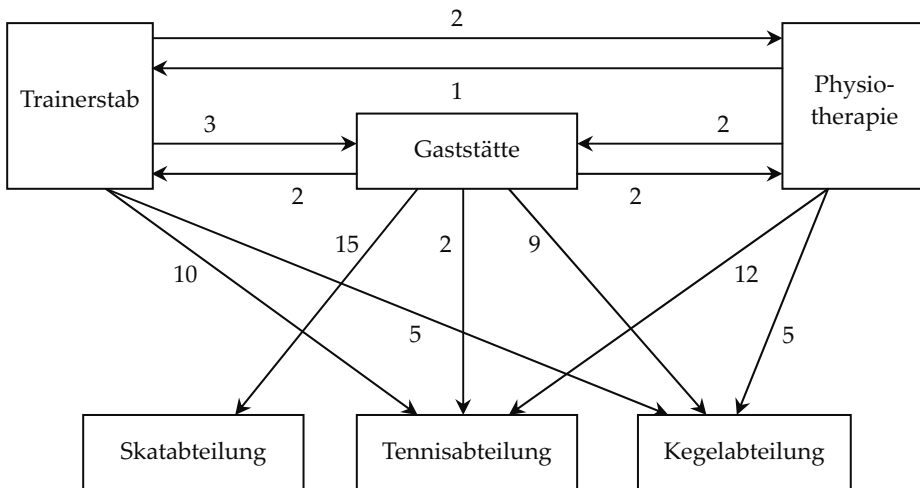 2
Trainerstab
Physio-
therapie
1
3
2
Gaststätte
2
2
15
2
9
10
12
5
5
Skatabteilung
Tennisabteilung
Kegelabteilung